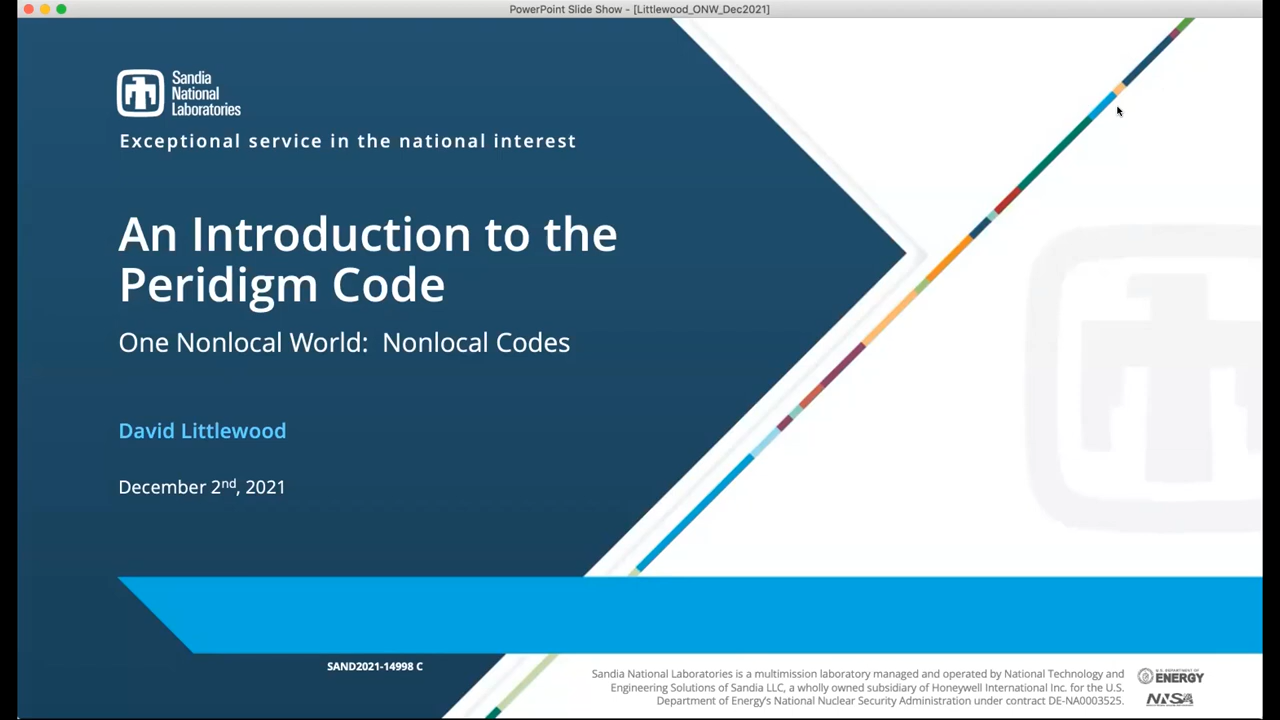 PowerPoint Slide Show - [Littlewood_ONW_Dec2021]
Sandia
National
Laboratories
Exceptional service in the national interest
An Introduction to the
Peridigm Code
One Nonlocal World: Nonlocal Codes
David Littlewood
December 2nd, 2021
SAND2021-14998 C
Sandia National Laboratories is a multimission laboratory managed and operated by National Technology and
Engineering Solutions of Sandia LLC, a wholly owned subsidiary of Honeywell International Inc. for the U.S.
Department of Energy's National Nuclear Security Administration under contract DE-NA0003525.
U.S. DEPARTMENT OF
ENERGY
NNSA